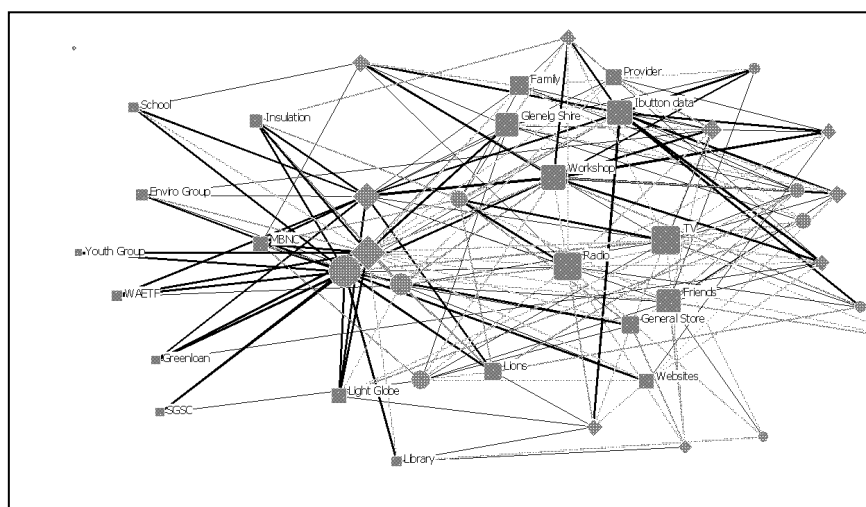 Family
Provider
School
Insulation
Ibutton data
Glenelg Shire
Workshop
Enviro Group
MBNC
TV
Youth Group
Radio
WAETF
Friends
General Store
Greenloan
Lions
Websites
Light Globe
SGSC
Library